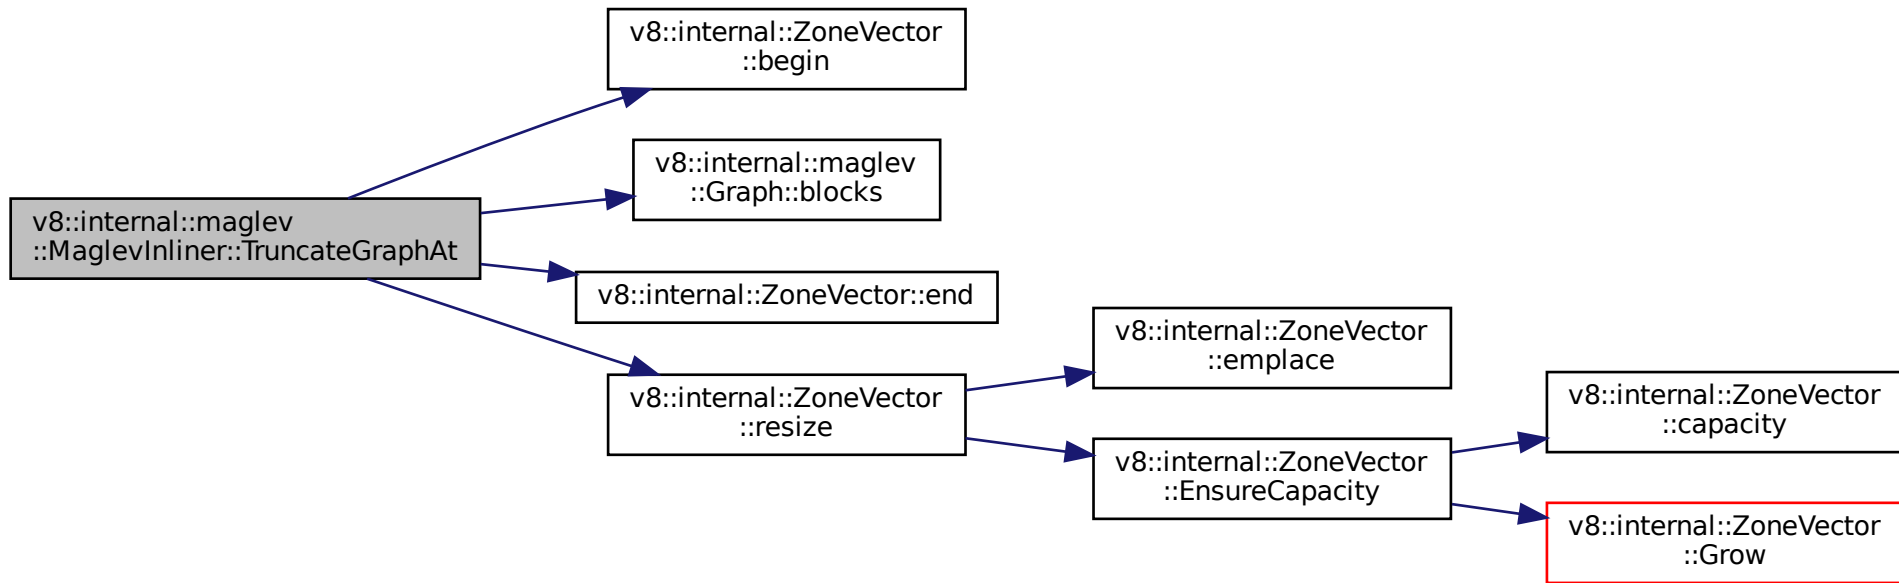 v8::internal::maglev
::MaglevInliner::TruncateGraphAt
v8::internal::ZoneVector
::begin
v8::internal::maglev
::Graph::blocks
v8::internal::ZoneVector::end
v8::internal::ZoneVector
::resize
v8::internal::ZoneVector
::emplace
v8::internal::ZoneVector
::EnsureCapacity
v8::internal::ZoneVector
::capacity
v8::internal::ZoneVector
::Grow